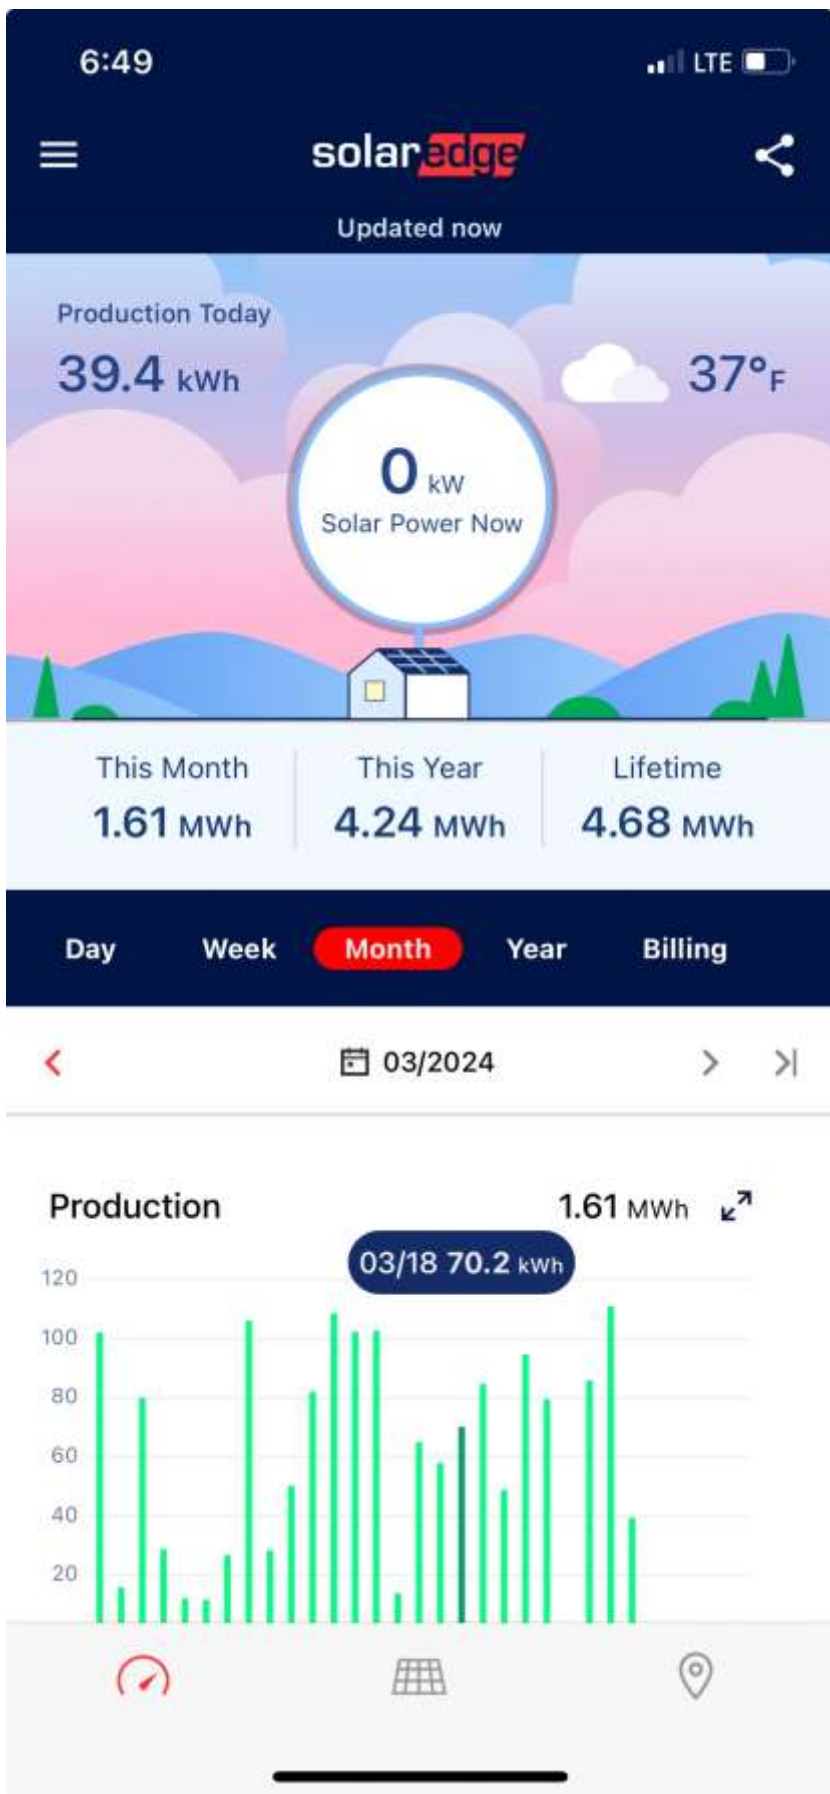 6:49 LTE
solaredge
Updated now
Production Today
39.4 kWh
37°F
0 kW
Solar Power Now
This Month This Year Lifetime
1.61 MWh 4.24 MWh 4.68 MWh
Day Week Month Year Billing
03/2024
Production 1.61 MWh
03/18 70.2 kWh
120
100
80
60
40
20